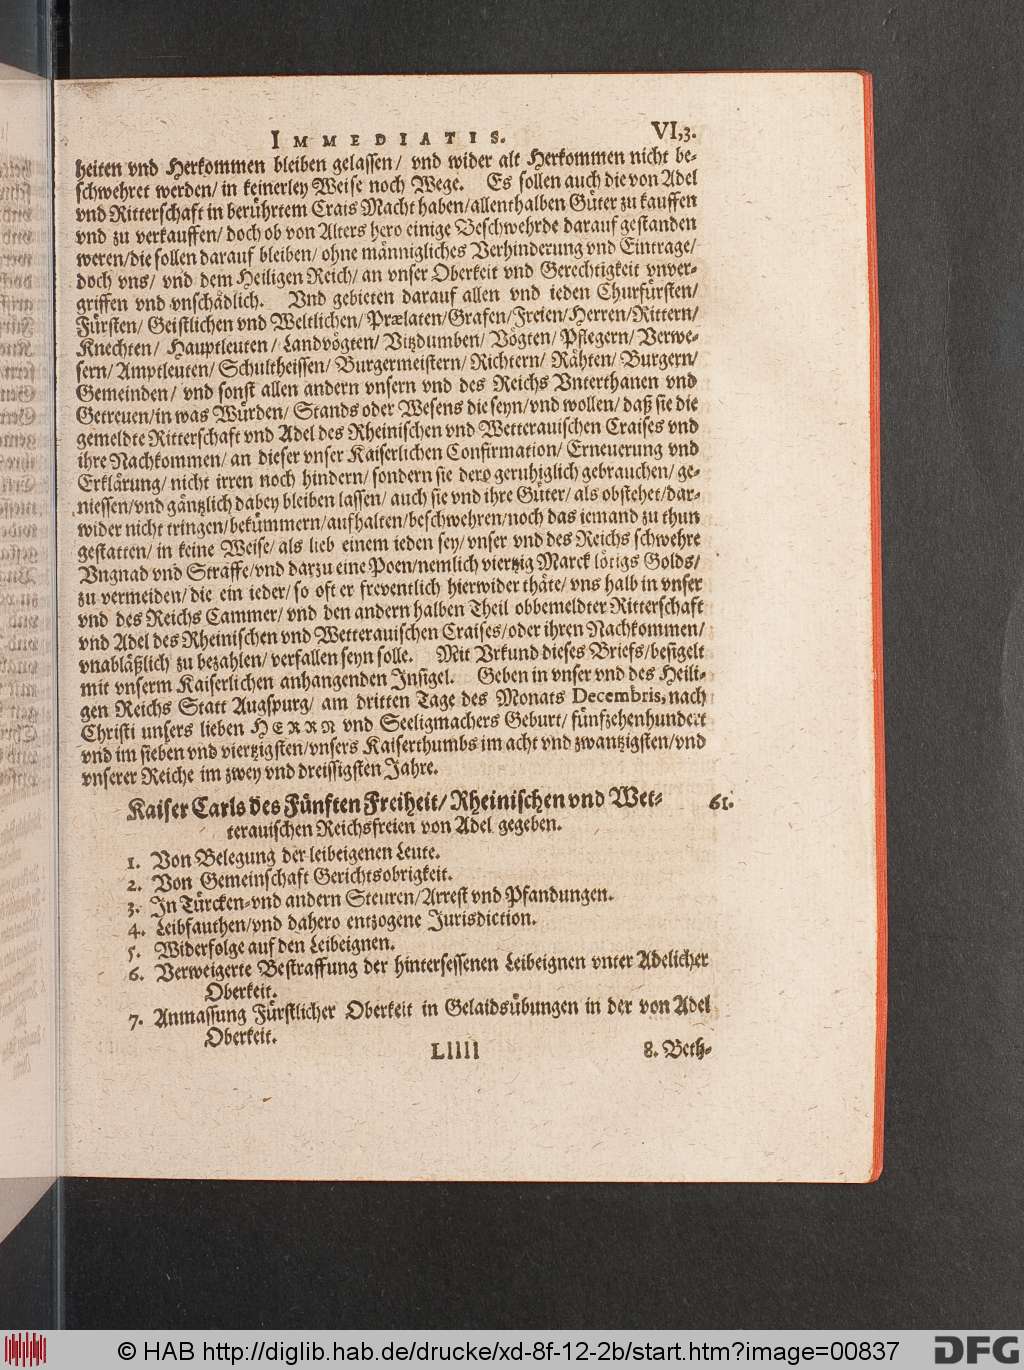 IMMEDIATIS. VI,3.
heiten vnd Herkommen bleiben gelassen/ vnd wider alt Herkommen nicht be-
schwehret werden/ in keinerley Weise noch Wege. Es sollen auch die von Adel
vnd Ritterschaft in berührtem Crais Macht haben/ allenthalben Güter zu kauffen
vnd zu verkauffen/ doch ob von Alters hero einige Beschwehrde darauf gestanden
weren/ die sollen darauf bleiben/ ohne männigliches Verhinderung vnd Eintrage/
doch vns/ vnd dem Heiligen Reich/ an vnser Oberkeit vnd Gerechtigkeit vnver-
griffen vnd vnschädlich. Vnd gebieten darauf allen vnd ieden Churfürsten/
Fürsten/ Geistlichen vnd Weltlichen/ Prælaten/ Grafen/ Freien/ Herren/ Rittern/
Knechten/ Hauptleuten/ Landvögten/ Vitzdumben/ Vögten/ Pflegern/ Verwe-
sern/ Amptleuten/ Schultheissen/ Burgermeistern/ Richtern/ Rähten/ Burgern/
Gemeinden/ vnd sonst allen andern vnsern vnd des Reichs Vnterthanen vnd
Getreuen/ in was Würden/ Stands oder Wesens die seyn/ vnd wollen/ daß sie die
gemeldte Ritterschaft vnd Adel des Rheinischen vnd Wetterauischen Craises vnd
ihre Nachkommen/ an dieser vnser Kaiserlichen Confirmation/ Erneuerung vnd
Erklärung/ nicht irren noch hindern/ sondern sie dero geruhiglich gebrauchen/ ge-
niessen/ vnd gäntzlich dabey bleiben lassen/ auch sie vnd ihre Güter/ als obstehet/ dar-
wider nicht tringen/ bekümmern/ aufhalten/ beschwehren/ noch das iemand zu thun
gestatten/ in keine Weise/ als lieb einem ieden sey/ vnser vnd des Reichs schwehre
Vngnad vnd Straffe/ vnd darzu eine Poen/ nemlich viertzig Marck lötigs Golds/
zu vermeiden/ die ein ieder/ so oft er freventlich hierwider thäte/ vns halb in vnser
vnd des Reichs Cammer/ vnd den andern halben Theil obbemeldter Ritterschaft
vnd Adel des Rheinischen vnd Wetterauischen Craises/ oder ihren Nachkommen/
vnabläßlich zu bezahlen/ verfallen seyn solle. Mit Vrkund dieses Briefs/ besigelt
mit vnserm Kaiserlichen anhangenden Insigel. Geben in vnser vnd des Heili-
gen Reichs Statt Augspurg/ am dritten Tage des Monats Decembris, nach
Christi unsers lieben HERRN vnd Seeligmachers Geburt/ fünfzehenhundert
vnd im sieben vnd viertzigsten/ vnsers Kaiserthumbs im acht vnd zwantzigsten/ vnd
vnserer Reiche im zwey vnd dreissigsten Jahre.
Kaiser Carls des Fünften Freiheit/ Rheinischen vnd Wet- 61.
terauischen Reichsfreien von Adel gegeben.
1. Von Belegung der leibeigenen Leute.
2. Von Gemeinschaft Gerichtsobrigkeit.
3. In Türcken- vnd andern Steuren/ Arrest vnd Pfandungen.
4. Leibfauthen/ vnd dahero entzogene Jurisdiction.
5. Widerfolge auf den Leibeignen.
6. Verweigerte Bestraffung der hintersessenen Leibeignen vnter Adelicher
Oberkeit.
7. Anmassung Fürstlicher Oberkeit in Gelaidsübungen in der von Adel
Oberkeit.
Lllll 8. Beth-
© HAB http://diglib.hab.de/drucke/xd-8f-12-2b/start.htm?image=00837
DFG